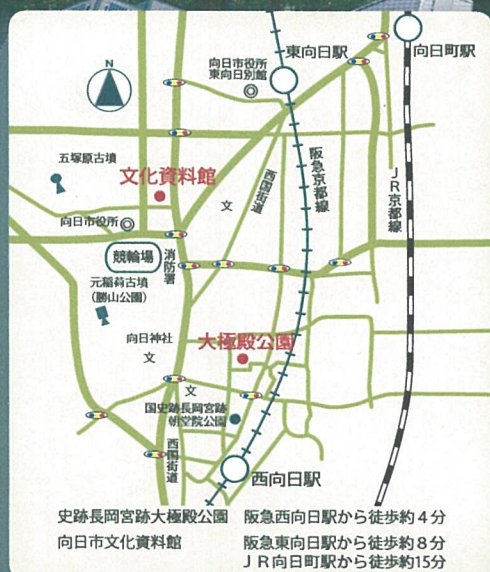 向日市役所
東向日別館
東向日駅
向日町駅
N
五塚原古墳
文化資料館
西国街道
阪急京都線
JR京都線
文
向日市役所
競輪場
消防署
元稲荷古墳
(勝山公園)
向日神社
文
大極殿公園
文
国史跡長岡宮跡
朝堂院公園
西国街道
西向日駅
史跡長岡宮跡大極殿公園 阪急西向日駅から徒歩約4分
向日市文化資料館 阪急東向日駅から徒歩約8分
JR向日町駅から徒歩約15分